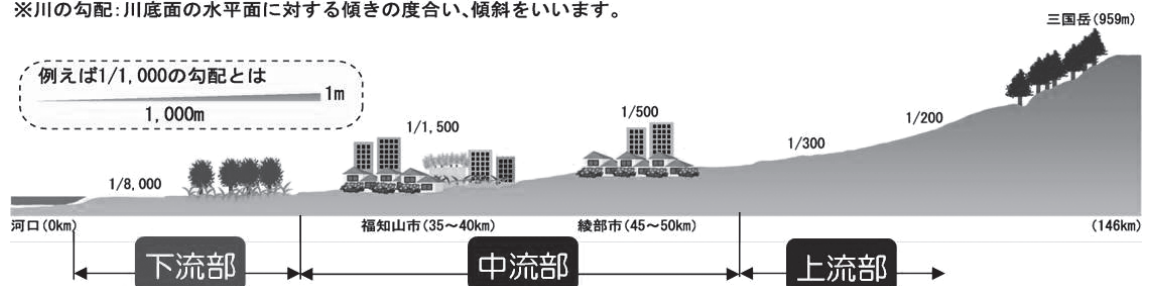 ※川の勾配:川底面の水平面に対する傾きの度合い、傾斜をいいます。
三国岳(959m)
例えば1/1,000の勾配とは
1m
1,000m
1/8,000
1/1,500
1/500
1/300
1/200
河口(0km)
福知山市(35～40km)
綾部市(45～50km)
(146km)
下流部
中流部
上流部